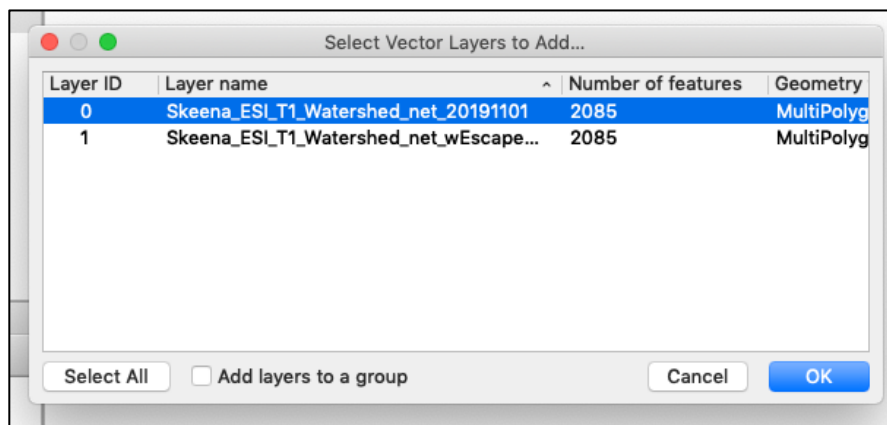 Select Vector Layers to Add...
Layer ID Layer name Number of features Geometry
0 Skeena_ESI_T1_Watershed_net_20191101 2085 MultiPolyg
1 Skeena_ESI_T1_Watershed_net_wEscape... 2085 MultiPolyg
Select All Add layers to a group Cancel OK